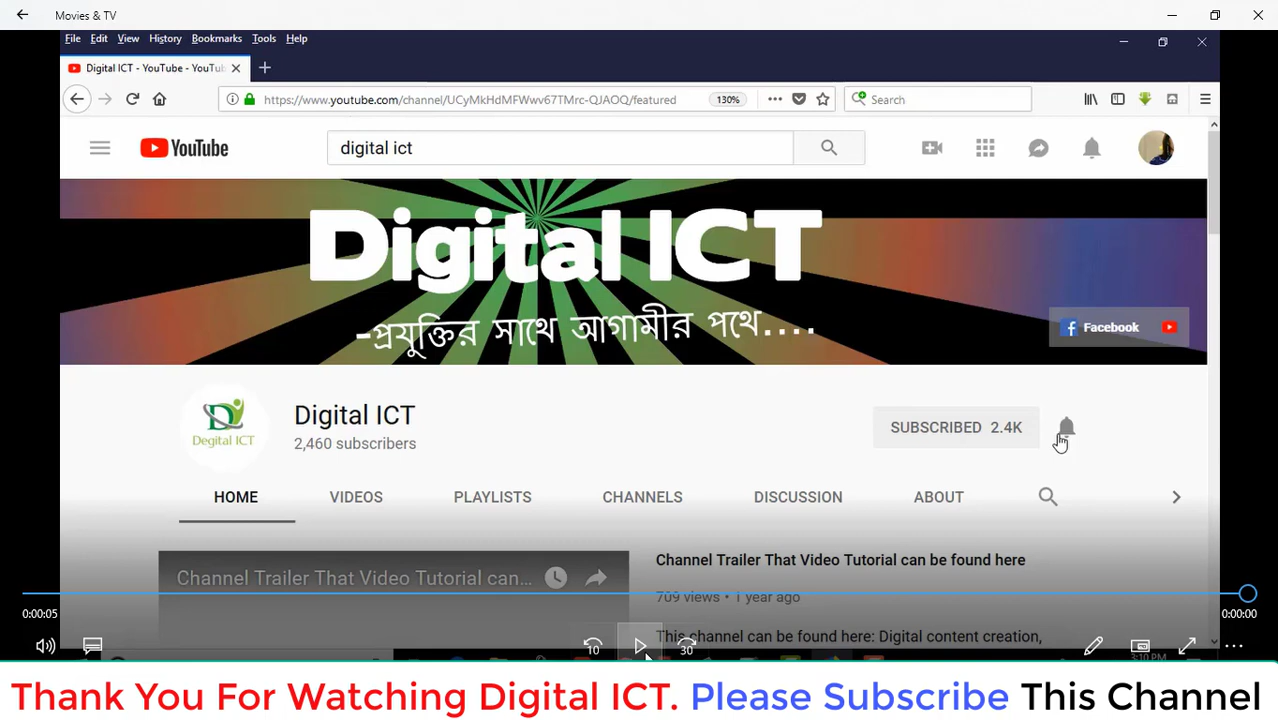 Movies & TV
File Edit View History Bookmarks Tools Help
Digital ICT - YouTube - YouTu
https://www.youtube.com/channel/UCyMkHdMFWwv67TMrc-QJAOQ/featured 130% Search
YouTube digital ict
Digital ICT
-প্রযুক্তির সাথে আগামীর পথে....
Facebook
Degital ICT
Digital ICT
2,460 subscribers
SUBSCRIBED 2.4K
HOME VIDEOS PLAYLISTS CHANNELS DISCUSSION ABOUT
Channel Trailer That Video Tutorial can...
Channel Trailer That Video Tutorial can be found here
709 views • 1 year ago
This channel can be found here: Digital content creation,
0:00:05 0:00:00
10 30
3:10 PM
Thank You For Watching Digital ICT. Please Subscribe This Channel